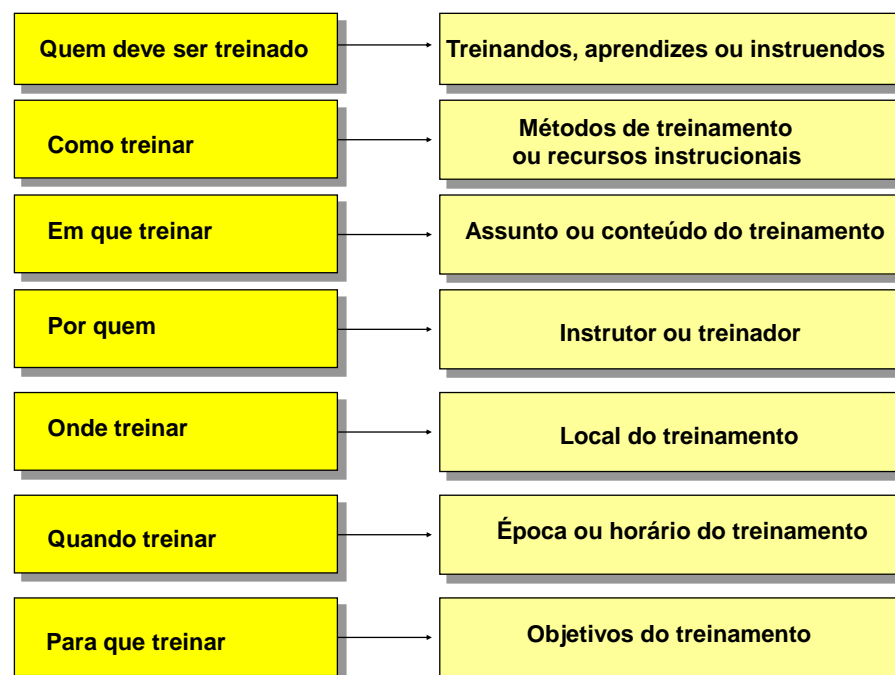 Quem deve ser treinado
Treinandos, aprendizes ou instruendos
Como treinar
Métodos de treinamento
ou recursos instrucionais
Em que treinar
Assunto ou conteúdo do treinamento
Por quem
Instrutor ou treinador
Onde treinar
Local do treinamento
Quando treinar
Época ou horário do treinamento
Para que treinar
Objetivos do treinamento